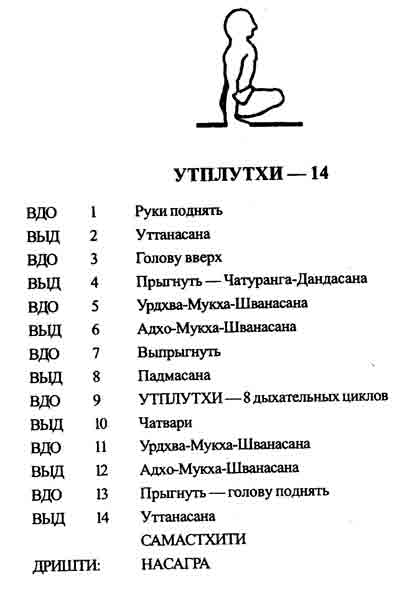 УТПЛУТХИ — 14
ВДО 1 Руки поднять
ВЫД 2 Уттанасана
ВДО 3 Голову вверх
ВЫД 4 Прыгнуть — Чатуранга-Дандасана
ВДО 5 Урдхва-Мукха-Шванасана
ВЫД 6 Адхо-Мукха-Шванасана
ВДО 7 Выпрыгнуть
ВЫД 8 Падмасана
ВДО 9 УТПЛУТХИ — 8 дыхательных циклов
ВЫД 10 Чатвари
ВДО 11 Урдхва-Мукха-Шванасана
ВЫД 12 Адхо-Мукха-Шванасана
ВДО 13 Прыгнуть — голову поднять
ВЫД 14 Уттанасана
САМАСТХИТИ
ДРИШТИ: НАСАГРА